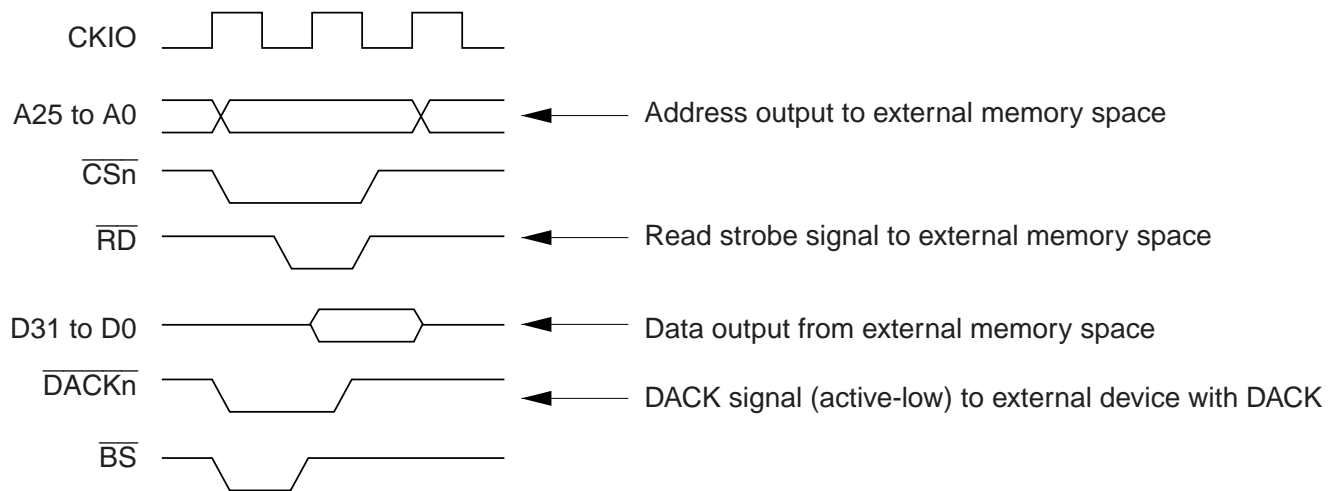 CKIO
A25 to A0 Address output to external memory space
CSn
RD Read strobe signal to external memory space
D31 to D0 Data output from external memory space
DACKn DACK signal (active-low) to external device with DACK
BS